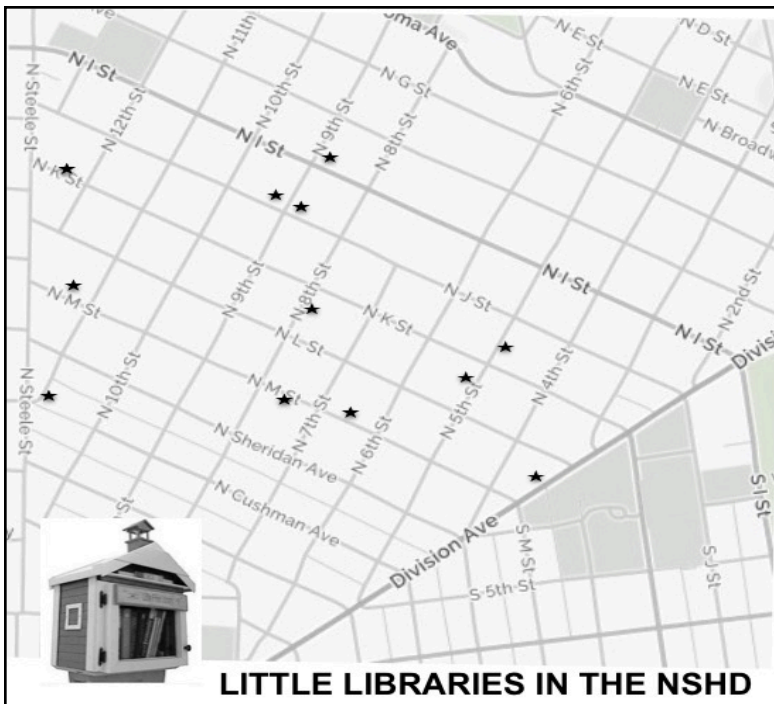 Ave
oma Ave
N 11th St
N E St
N D St
N 10th St
N G St
N I St
N 6th St
N E St
N Steele St
N 12th St
N 9th St
N 8th St
N Broadw
N I St
N K St
N 9th St
N 8th St
N I St
N 2nd St
N J St
N M St
N K St
N I St
N L St
Divisi
N 10th St
N M St
N 4th St
N Steele St
N 5th St
N 7th St
N Sheridan Ave
N 6th St
S I St
N Cushman Ave
St
Division Ave
S M St
S J St
S 5th St
LITTLE LIBRARIES IN THE NSHD